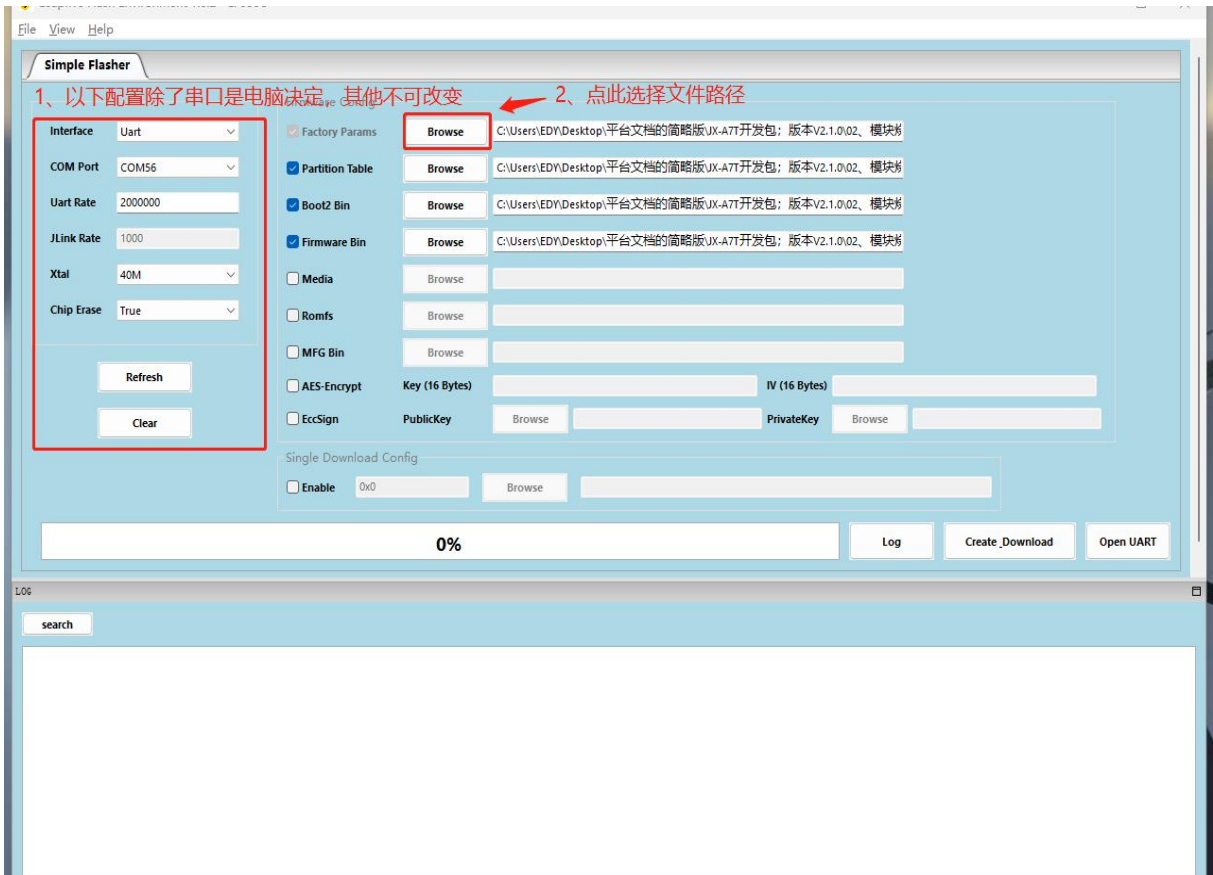 File View Help
Simple Flasher
1、以下配置除了串口是电脑决定，其他不可改变
2、点此选择文件路径
Interface Uart
COM Port COM56
Uart Rate 2000000
JLink Rate 1000
Xtal 40M
Chip Erase True
Refresh
Clear
Factory Params Browse C:\Users\EDY\Desktop\平台文档的简略版\JX-A7T开发包；版本V2.1.0\02、模块
Partition Table Browse C:\Users\EDY\Desktop\平台文档的简略版\JX-A7T开发包；版本V2.1.0\02、模块
Boot2 Bin Browse C:\Users\EDY\Desktop\平台文档的简略版\JX-A7T开发包；版本V2.1.0\02、模块
Firmware Bin Browse C:\Users\EDY\Desktop\平台文档的简略版\JX-A7T开发包；版本V2.1.0\02、模块
Media Browse
Romfs Browse
MFG Bin Browse
AES-Encrypt Key (16 Bytes) IV (16 Bytes)
EccSign PublicKey Browse PrivateKey Browse
Single Download Config
Enable 0x0 Browse
0% Log Create_Download Open UART
LOG
search